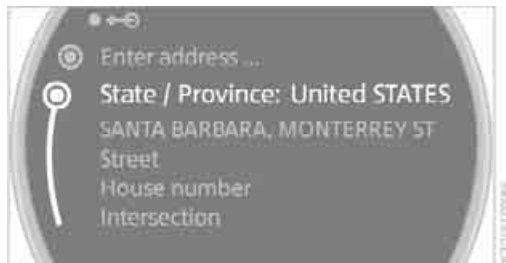 Enter address ...
State / Province: United STATES
SANTA BARBARA, MONTERREY ST
Street
House number
Intersection